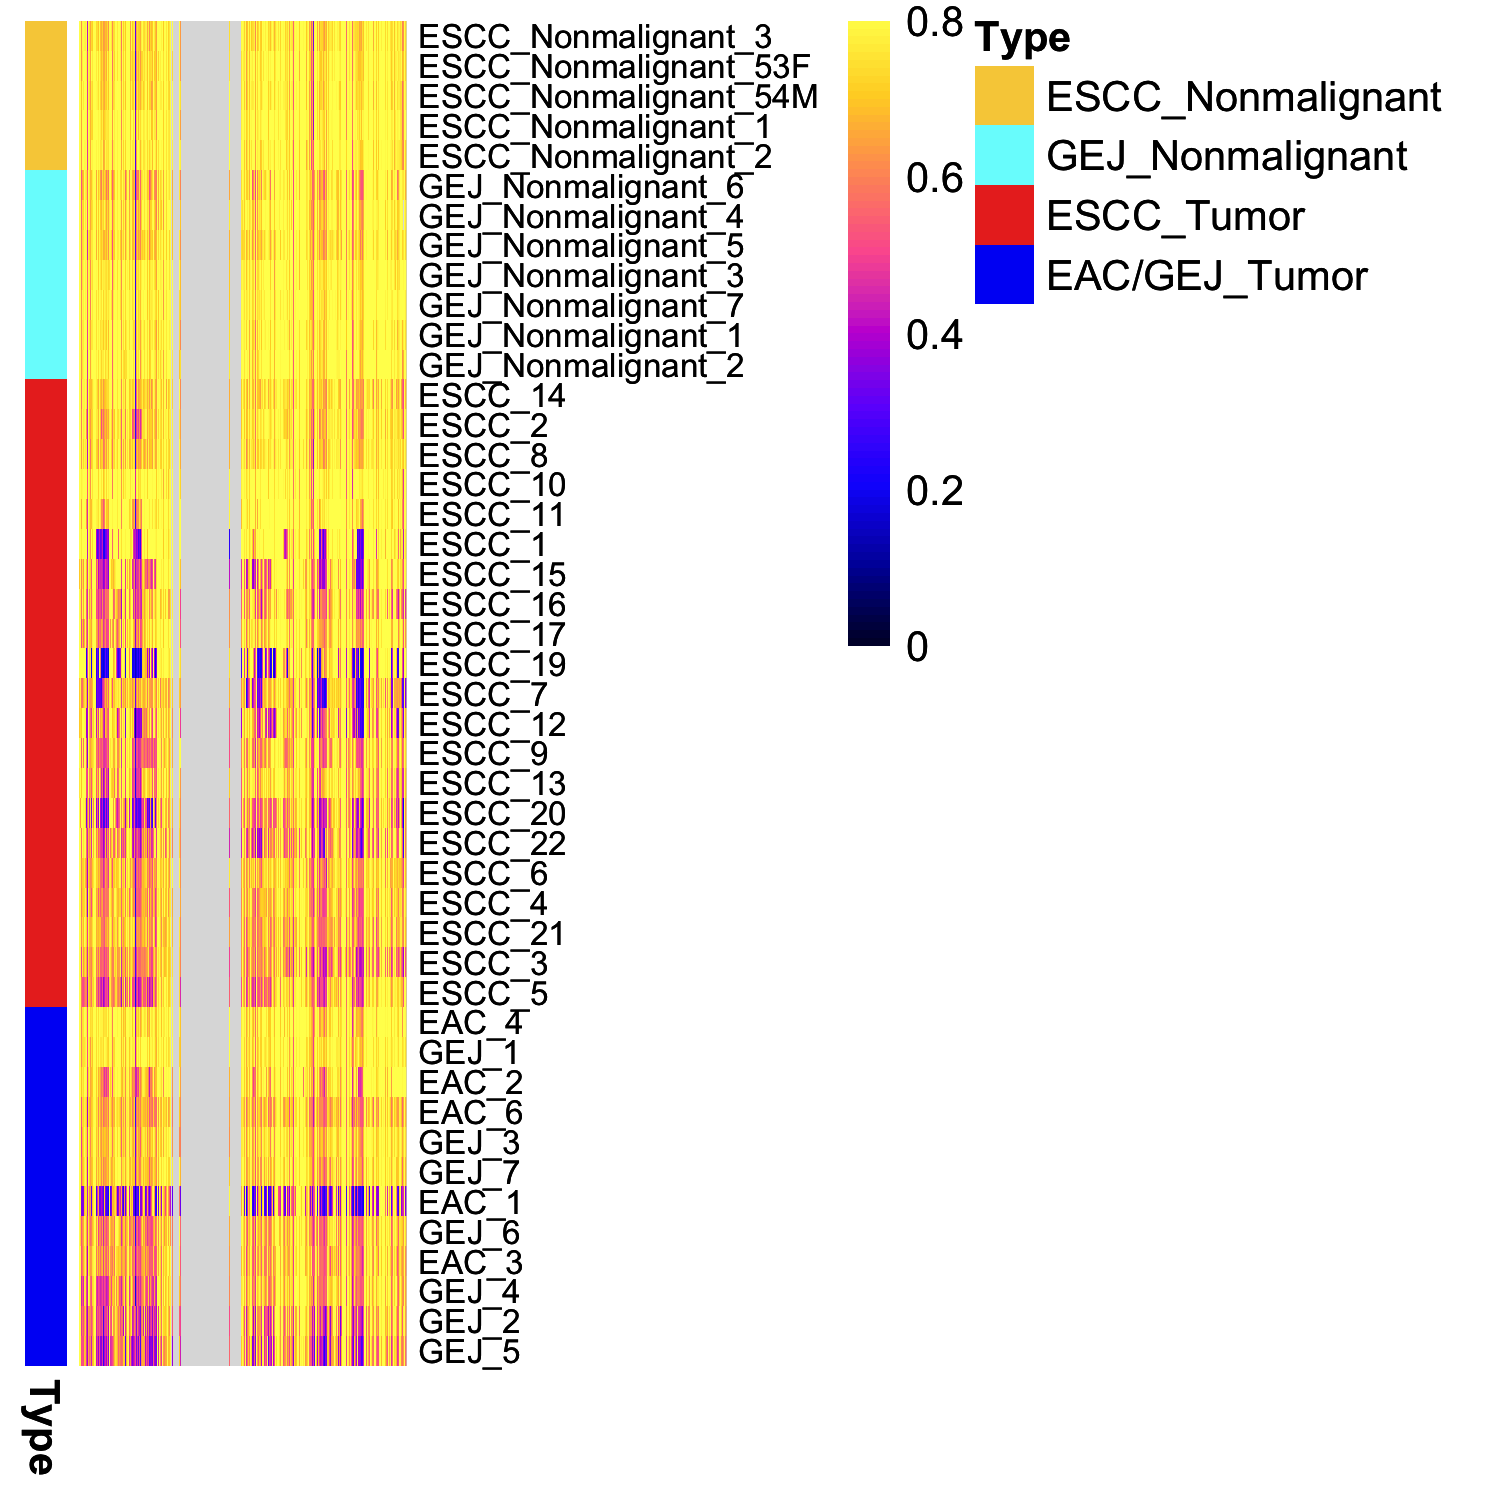 ESCC_Nonmalignant_3
ESCC_Nonmalignant_53F
ESCC_Nonmalignant_54M
ESCC_Nonmalignant_1
ESCC_Nonmalignant_2
GEJ_Nonmalignant_6
GEJ_Nonmalignant_4
GEJ_Nonmalignant_5
GEJ_Nonmalignant_3
GEJ_Nonmalignant_7
GEJ_Nonmalignant_1
GEJ_Nonmalignant_2
ESCC_14
ESCC_2
ESCC_8
ESCC_10
ESCC_11
ESCC_1
ESCC_15
ESCC_16
ESCC_17
ESCC_19
ESCC_7
ESCC_12
ESCC_9
ESCC_13
ESCC_20
ESCC_22
ESCC_6
ESCC_4
ESCC_21
ESCC_3
ESCC_5
EAC_4
GEJ_1
EAC_2
EAC_6
GEJ_3
GEJ_7
EAC_1
GEJ_6
EAC_3
GEJ_4
GEJ_2
GEJ_5
Type
0.8
0.6
0.4
0.2
0
Type
ESCC_Nonmalignant
GEJ_Nonmalignant
ESCC_Tumor
EAC/GEJ_Tumor